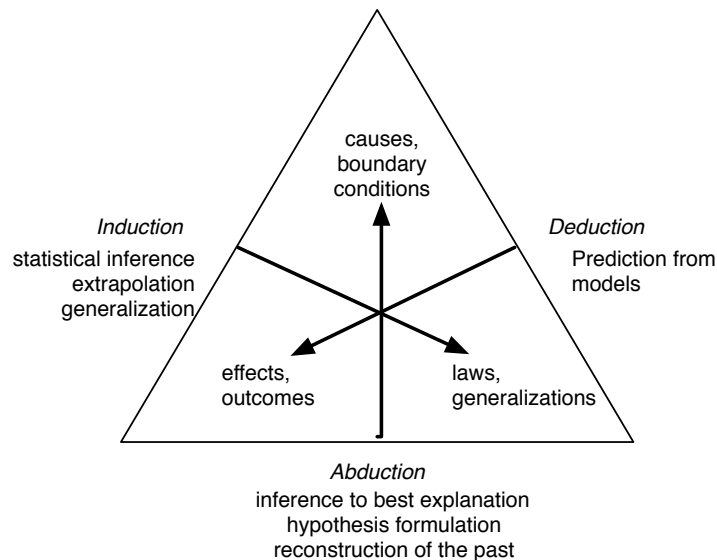 causes,
boundary
conditions
Induction
statistical inference
extrapolation
generalization
Deduction
Prediction from
models
effects,
outcomes
laws,
generalizations
Abduction
inference to best explanation
hypothesis formulation
reconstruction of the past